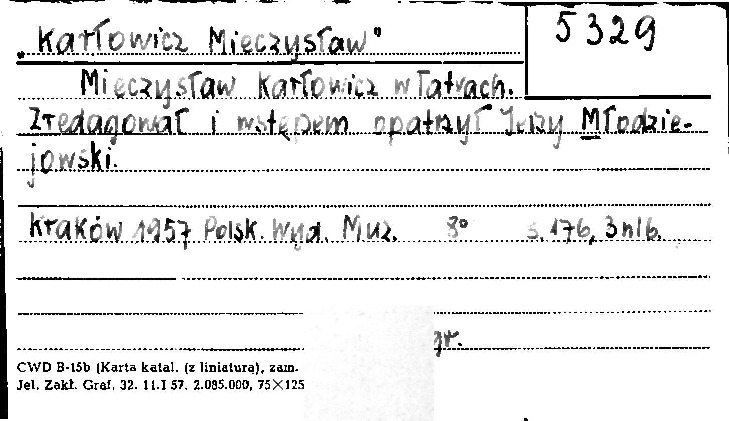 „Karłowicz Mieczysław"
5329
Mieczysław Karłowicz w Tatrach.
Zredagował i wstępem opatrzył Jerzy Młodzie-
jowski.
Kraków 1957 Polsk. Wyd. Muz. 8° s. 176, 3 nlb.
gr.
CWD B-15b (Karta katal. (z liniaturą), zam.
Jel. Zakł. Graf. 32. 11.I 57. 2.085.000, 75×125